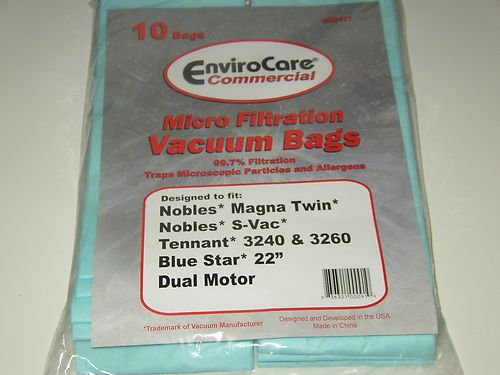 10 Bags
EnviroCare®
Commercial
Micro Filtration
Vacuum Bags
99.7% Filtration
Traps Microscopic Particles and Allergens
Designed to fit:
Nobles* Magna Twin*
Nobles* S-Vac*
Tennant* 3240 & 3260
Blue Star* 22"
Dual Motor
*Trademark of Vacuum Manufacturer
Designed and Developed in the USA
Made in China